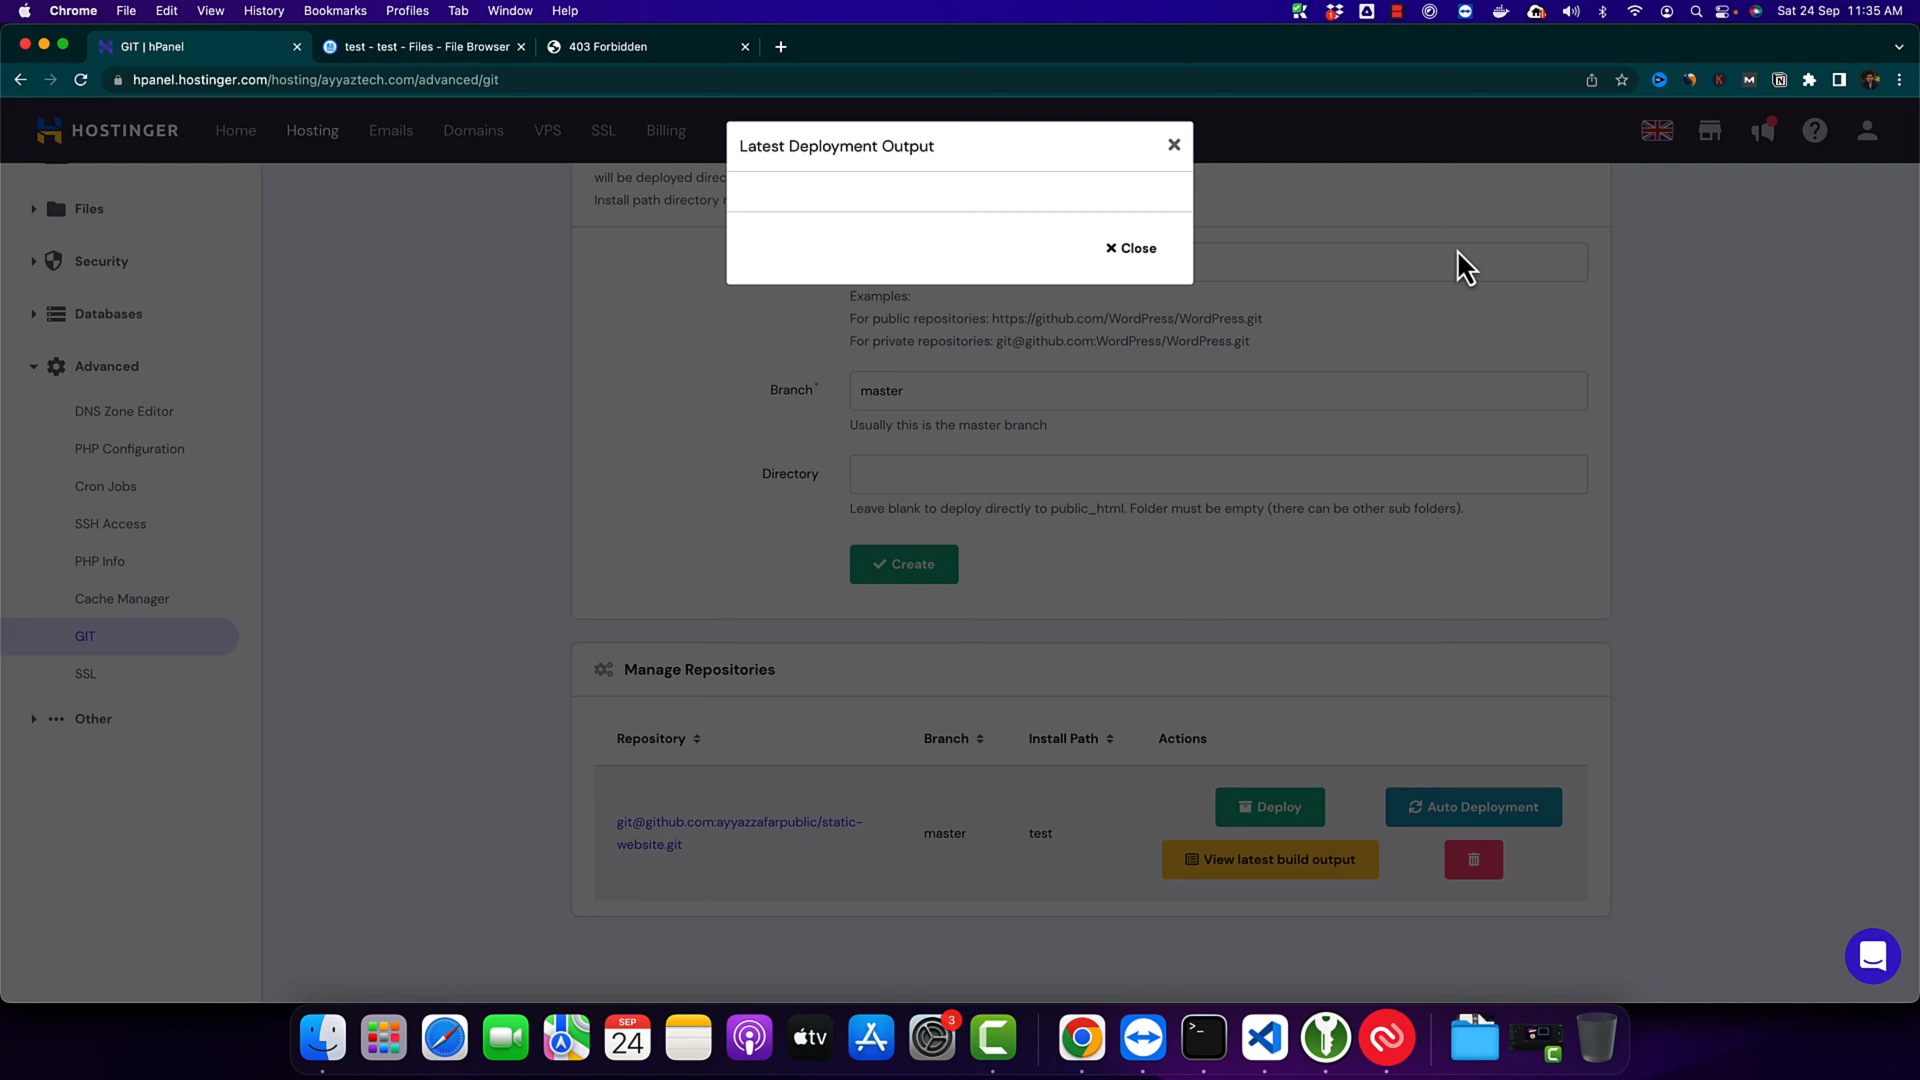 Chrome File Edit View History Bookmarks Profiles Tab Window Help
Sat 24 Sep 11:35 AM
GIT | hPanel
test - test - Files - File Browser
403 Forbidden
hpanel.hostinger.com/hosting/ayyaztech.com/advanced/git
HOSTINGER
Home Hosting Emails Domains VPS SSL Billing
Latest Deployment Output
Close
will be deployed direc
Install path directory
Files
Security
Databases
Advanced
DNS Zone Editor
PHP Configuration
Cron Jobs
SSH Access
PHP Info
Cache Manager
GIT
SSL
Other
Examples:
For public repositories: https://github.com/WordPress/WordPress.git
For private repositories: git@github.com:WordPress/WordPress.git
Branch*
master
Usually this is the master branch
Directory
Leave blank to deploy directly to public_html. Folder must be empty (there can be other sub folders).
Create
Manage Repositories
Repository Branch Install Path Actions
git@github.com:ayyazzafarpublic/static-
website.git
master
test
Deploy
Auto Deployment
View latest build output
SEP
24
tv
3